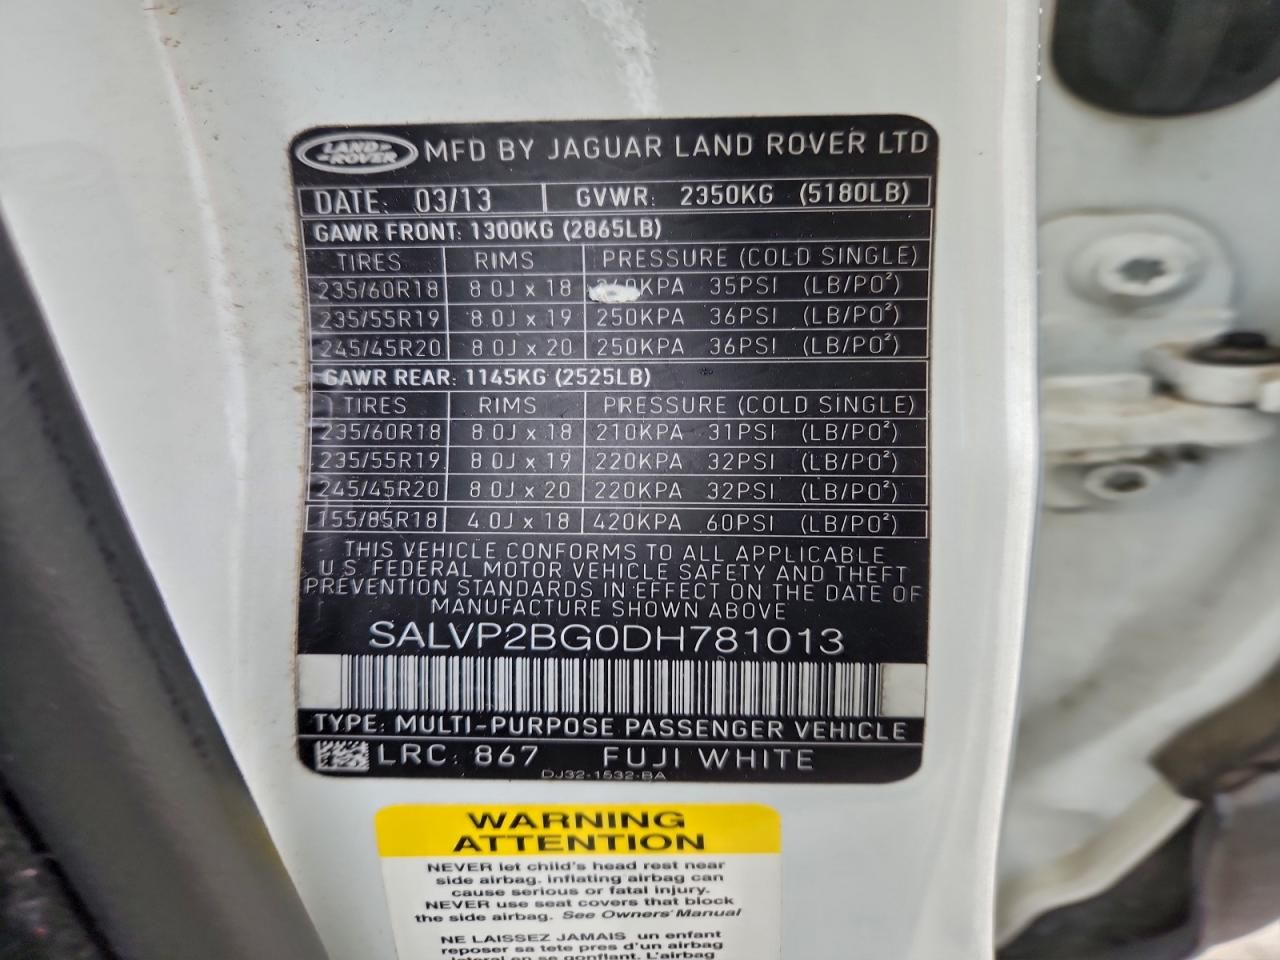 LAND ROVER MFD BY JAGUAR LAND ROVER LTD
DATE: 03/13 GVWR: 2350KG (5180LB)
GAWR FRONT: 1300KG (2865LB)
TIRES RIMS PRESSURE (COLD SINGLE)
235/60R18 8.0J x 18 KPA 35PSI (LB/PO²)
235/55R19 8.0J x 19 250KPA 36PSI (LB/PO²)
245/45R20 8.0J x 20 250KPA 36PSI (LB/PO²)
GAWR REAR: 1145KG (2525LB)
TIRES RIMS PRESSURE (COLD SINGLE)
235/60R18 8.0J x 18 210KPA 31PSI (LB/PO²)
235/55R19 8.0J x 19 220KPA 32PSI (LB/PO²)
245/45R20 8.0J x 20 220KPA 32PSI (LB/PO²)
155/85R18 4.0J x 18 420KPA 60PSI (LB/PO²)
THIS VEHICLE CONFORMS TO ALL APPLICABLE
U.S. FEDERAL MOTOR VEHICLE SAFETY AND THEFT
PREVENTION STANDARDS IN EFFECT ON THE DATE OF
MANUFACTURE SHOWN ABOVE
SALVP2BG0DH781013
TYPE: MULTI-PURPOSE PASSENGER VEHICLE
LRC: 867 FUJI WHITE
DJ32-1532-BA
WARNING
ATTENTION
NEVER let child's head rest near
side airbag, inflating airbag can
cause serious or fatal injury.
NEVER use seat covers that block
the side airbag. See Owners' Manual
NE LAISSEZ JAMAIS un enfant
reposer sa tete pres d'un airbag
lateral en se gonflant. L'airbag